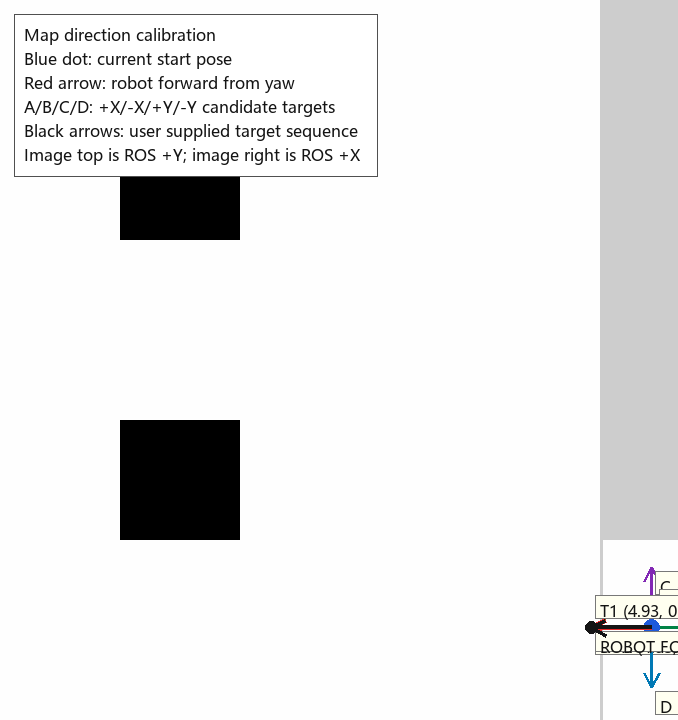 Map direction calibration
Blue dot: current start pose
Red arrow: robot forward from yaw
A/B/C/D: +X/-X/+Y/-Y candidate targets
Black arrows: user supplied target sequence
Image top is ROS +Y; image right is ROS +X
C
T1 (4.93, 0
ROBOT FO
D